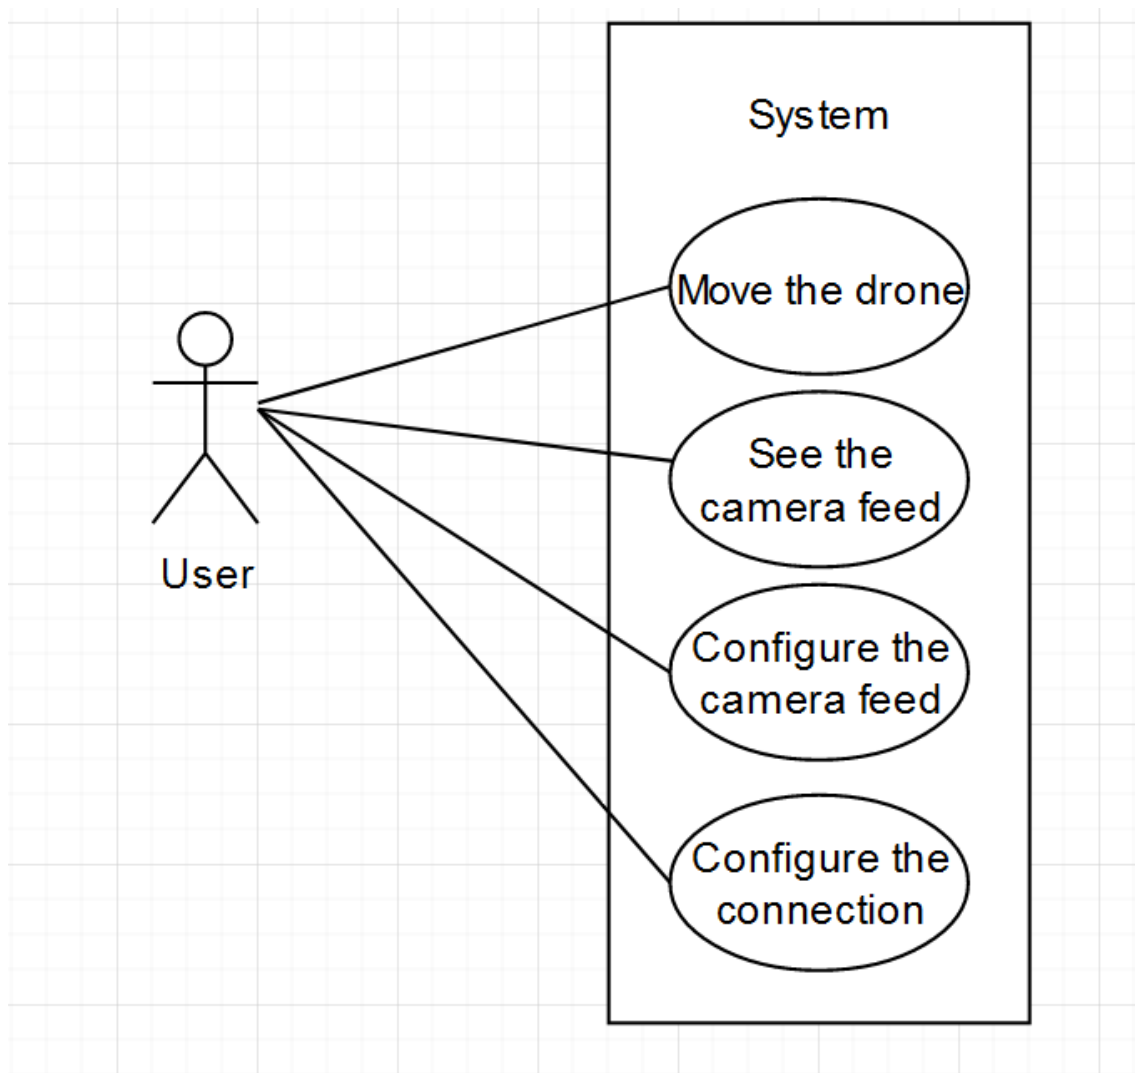 System
Move the drone
See the
camera feed
User
Configure the
camera feed
Configure the
connection